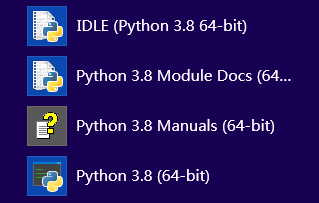 IDLE (Python 3.8 64-bit)
Python 3.8 Module Docs (64...
Python 3.8 Manuals (64-bit)
Python 3.8 (64-bit)